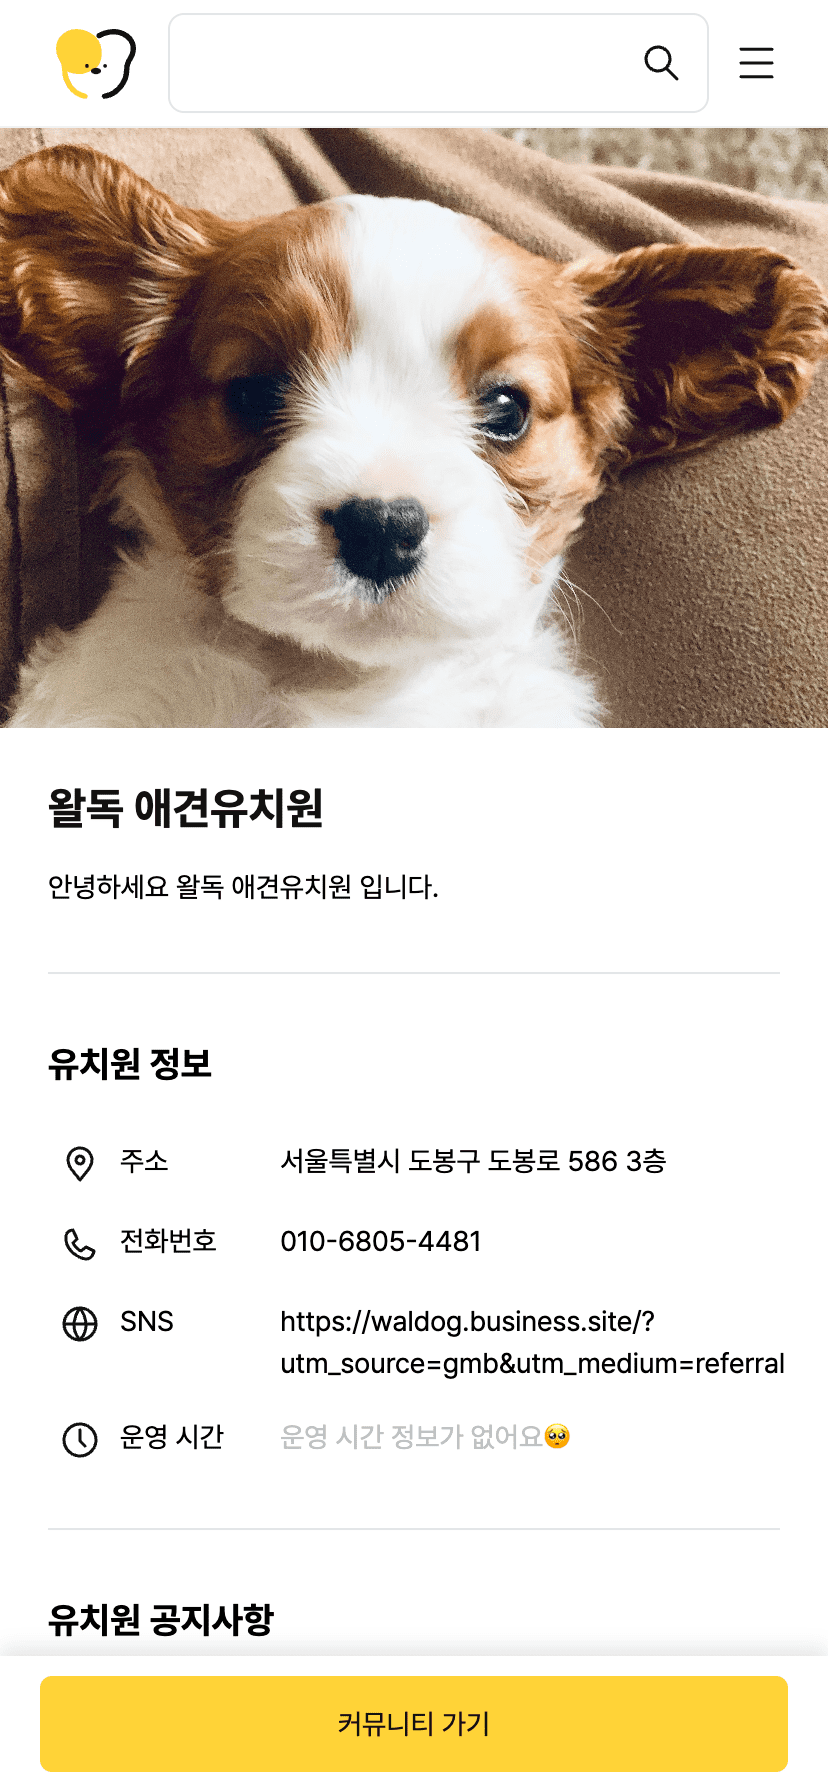 왈독 애견유치원
안녕하세요 왈독 애견유치원 입니다.
유치원 정보
주소 서울특별시 도봉구 도봉로 586 3층
전화번호 010-6805-4481
SNS https://waldog.business.site/?
utm_source=gmb&utm_medium=referral
운영 시간 운영 시간 정보가 없어요🥺
유치원 공지사항
커뮤니티 가기